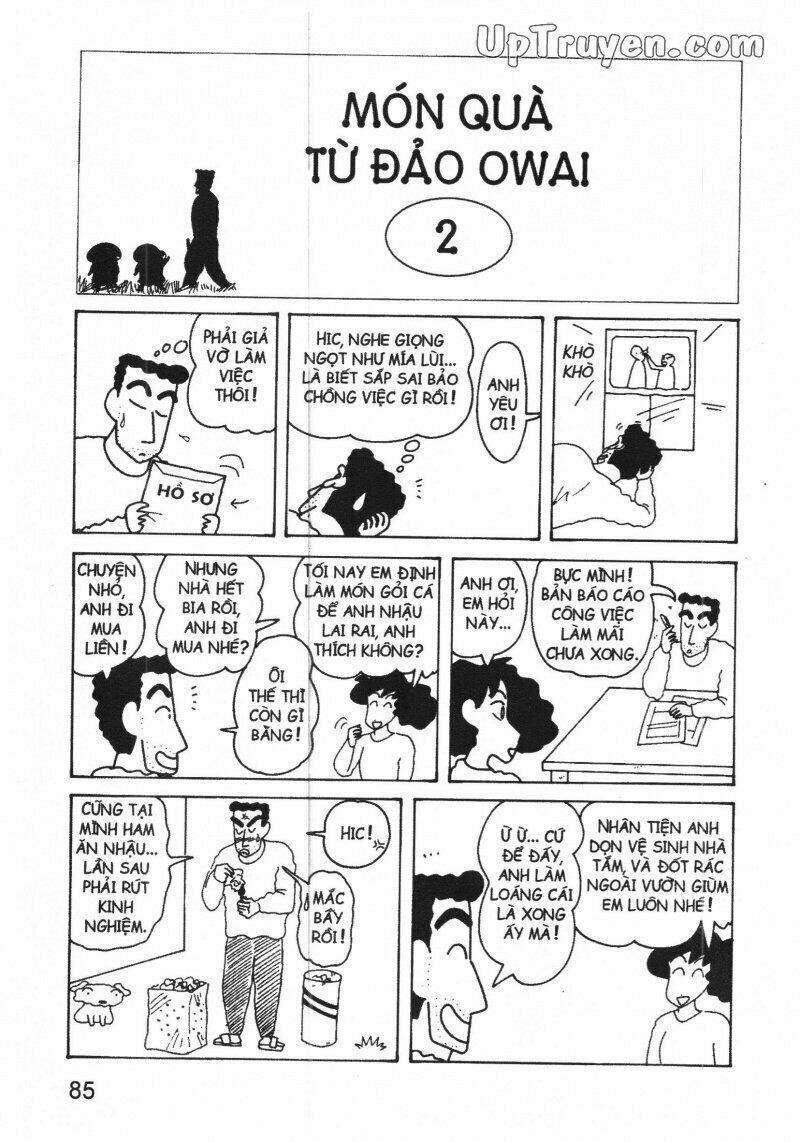 UpTruyen.com
MÓN QUÀ
TỪ ĐẢO OWAI
2
KHÒ
KHÒ
ANH
YÊU
ƠI!
HIC, NGHE GIỌNG
NGỌT NHƯ MÍA LÙI...
LÀ BIẾT SẮP SAI BẢO
CHỒNG VIỆC GÌ RỒI!
PHẢI GIẢ
VỜ LÀM
VIỆC
THÔI!
HỒ SƠ
BỰC MÌNH!
BẢN BÁO CÁO
CÔNG VIỆC
LÀM MÃI
CHƯA XONG.
ANH ƠI,
EM HỎI
NÀY...
TỐI NAY EM ĐỊNH
LÀM MÓN GỎI CÁ
ĐỂ ANH NHẬU
LAI RAI, ANH
THÍCH KHÔNG?
ÔI
THẾ THÌ
CÒN GÌ
BẰNG!
NHƯNG
NHÀ HẾT
BIA RỒI,
ANH ĐI
MUA NHÉ?
CHUYỆN
NHỎ,
ANH ĐI
MUA
LIỀN!
NHÂN TIỆN ANH
DỌN VỆ SINH NHÀ
TẮM, VÀ ĐỐT RÁC
NGOÀI VƯỜN GIÙM
EM LUÔN NHÉ!
Ừ Ừ... CỨ
ĐỂ ĐẤY,
ANH LÀM
LOÁNG CÁI
LÀ XONG
ẤY MÀ!
HIC!
MẮC
BẪY
RỒI!
CŨNG TẠI
MÌNH HAM
ĂN NHẬU...
LẦN SAU
PHẢI RÚT
KINH
NGHIỆM.
85